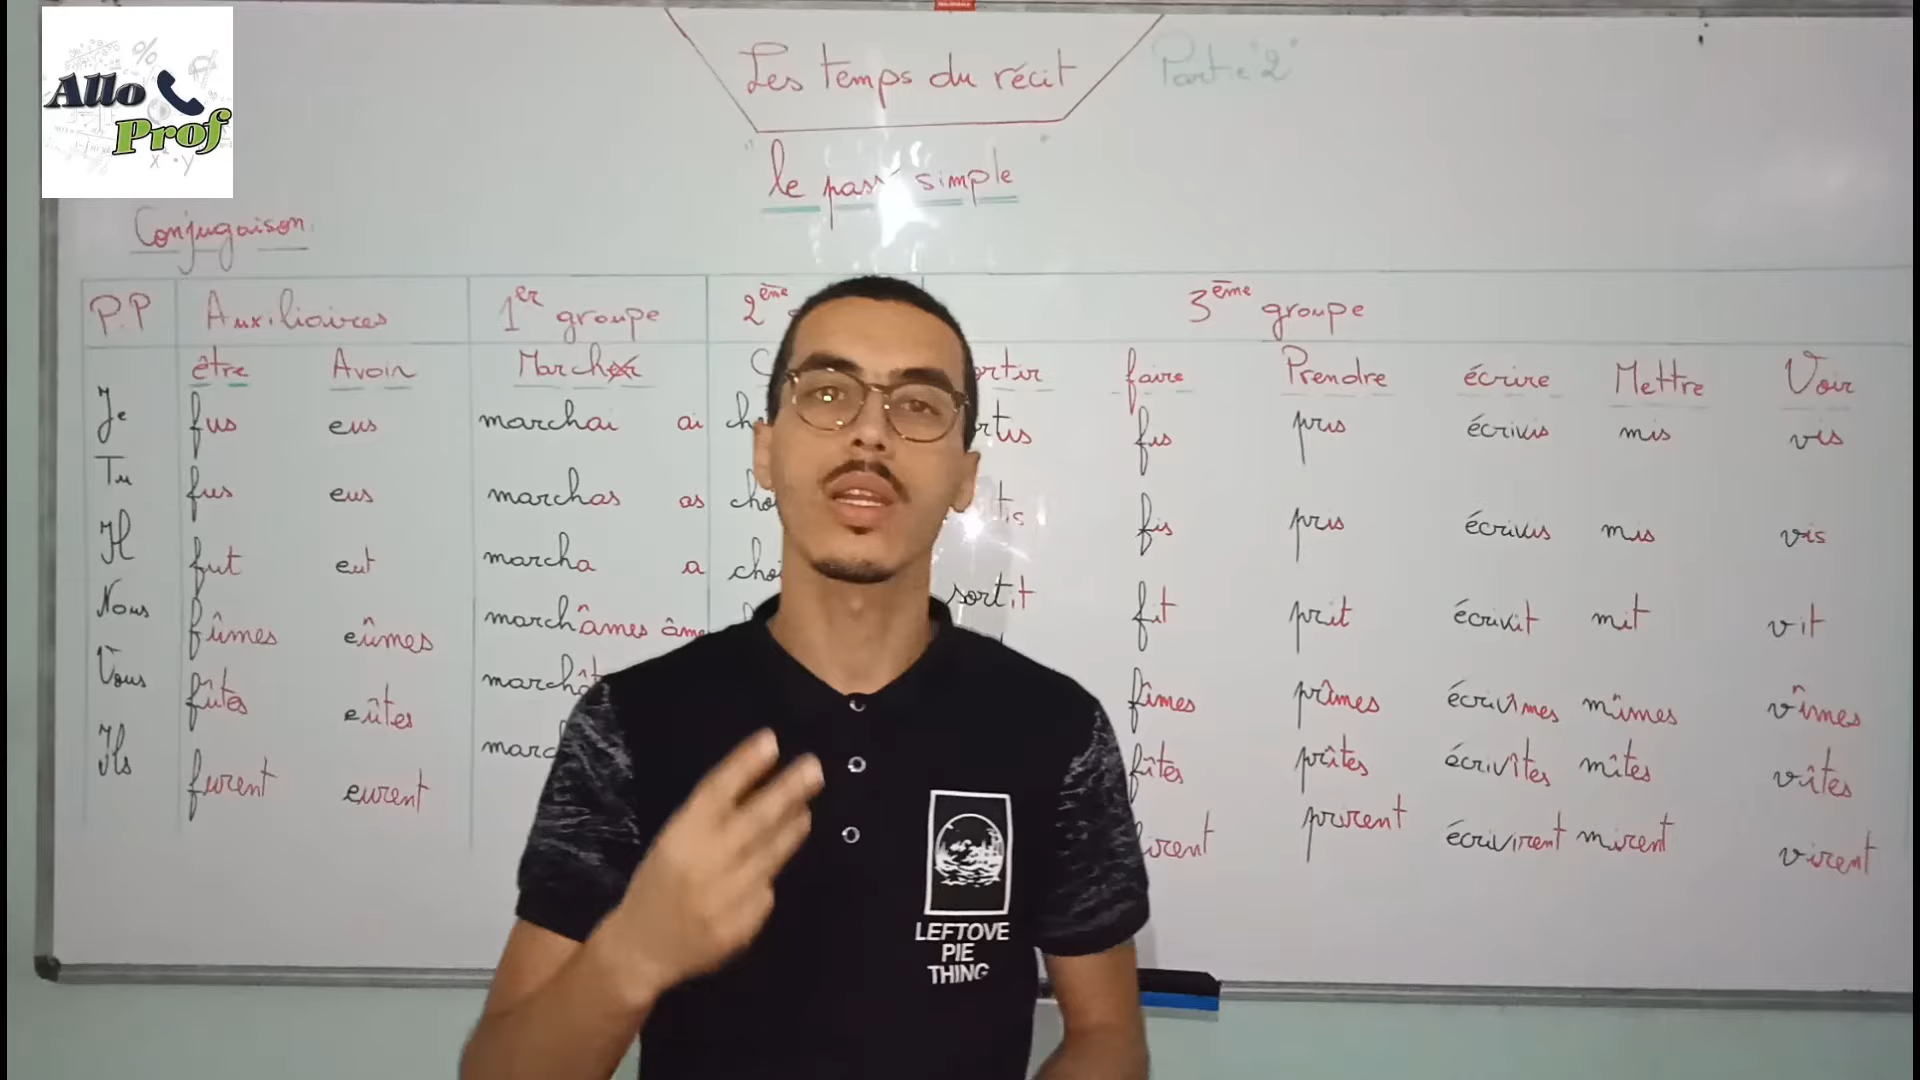 Allo
Prof
Les temps du récit
Partie "2"
"le passé simple"
Conjugaison
P.P Auxiliaires 1er groupe 2ème 3ème groupe
être Avoir Marcher faire Prendre écrire Mettre Voir
Je fus eus marchai ai fis pris écrivis mis vis
Tu fus eus marchas as fis pris écrivis mis vis
Il fut eut marcha a sortit fit prit écrivit mit vit
Nous fûmes eûmes marchâmes fîmes prîmes écrivîmes mîmes vîmes
Vous fûtes eûtes fîtes prîtes écrivîtes mîtes vîtes
Ils furent eurent prirent écrivirent mirent virent
LEFTOVE
PIE
THING